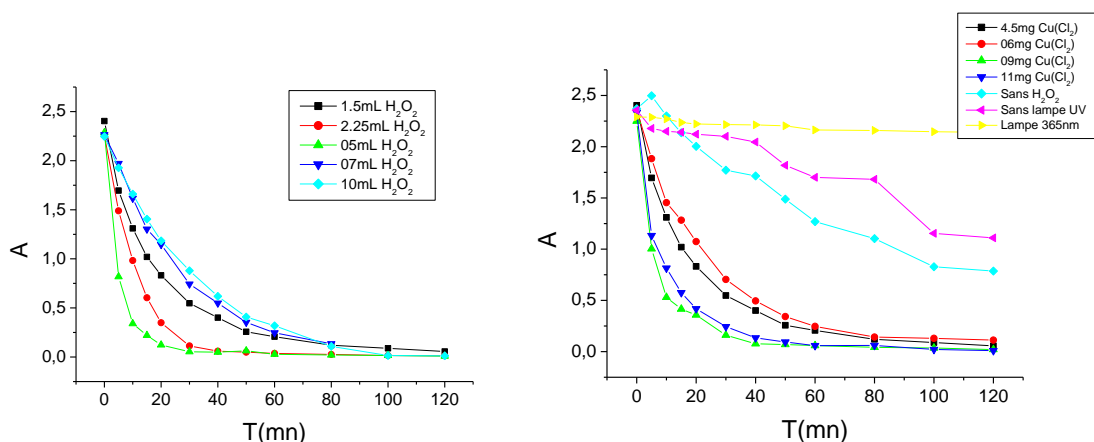 2,5
2,0
1,5
1,0
0,5
0,0
A
0 20 40 60 80 100 120
T(mn)
1.5mL H₂O₂
2.25mL H₂O₂
05mL H₂O₂
07mL H₂O₂
10mL H₂O₂
4.5mg Cu(Cl₂)
06mg Cu(Cl₂)
09mg Cu(Cl₂)
11mg Cu(Cl₂)
Sans H₂O₂
Sans lampe UV
Lampe 365nm
2,5
2,0
1,5
1,0
0,5
0,0
A
0 20 40 60 80 100 120
T(mn)